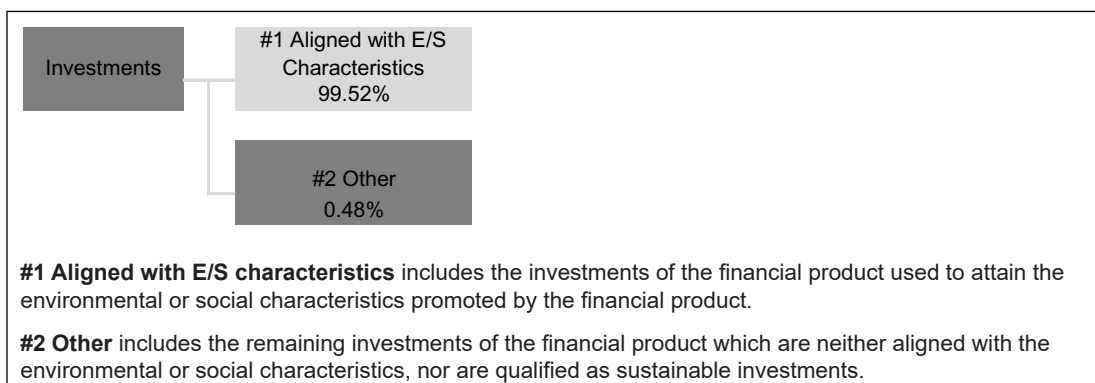 Investments
#1 Aligned with E/S
Characteristics
99.52%
#2 Other
0.48%
#1 Aligned with E/S characteristics includes the investments of the financial product used to attain the
environmental or social characteristics promoted by the financial product.
#2 Other includes the remaining investments of the financial product which are neither aligned with the
environmental or social characteristics, nor are qualified as sustainable investments.